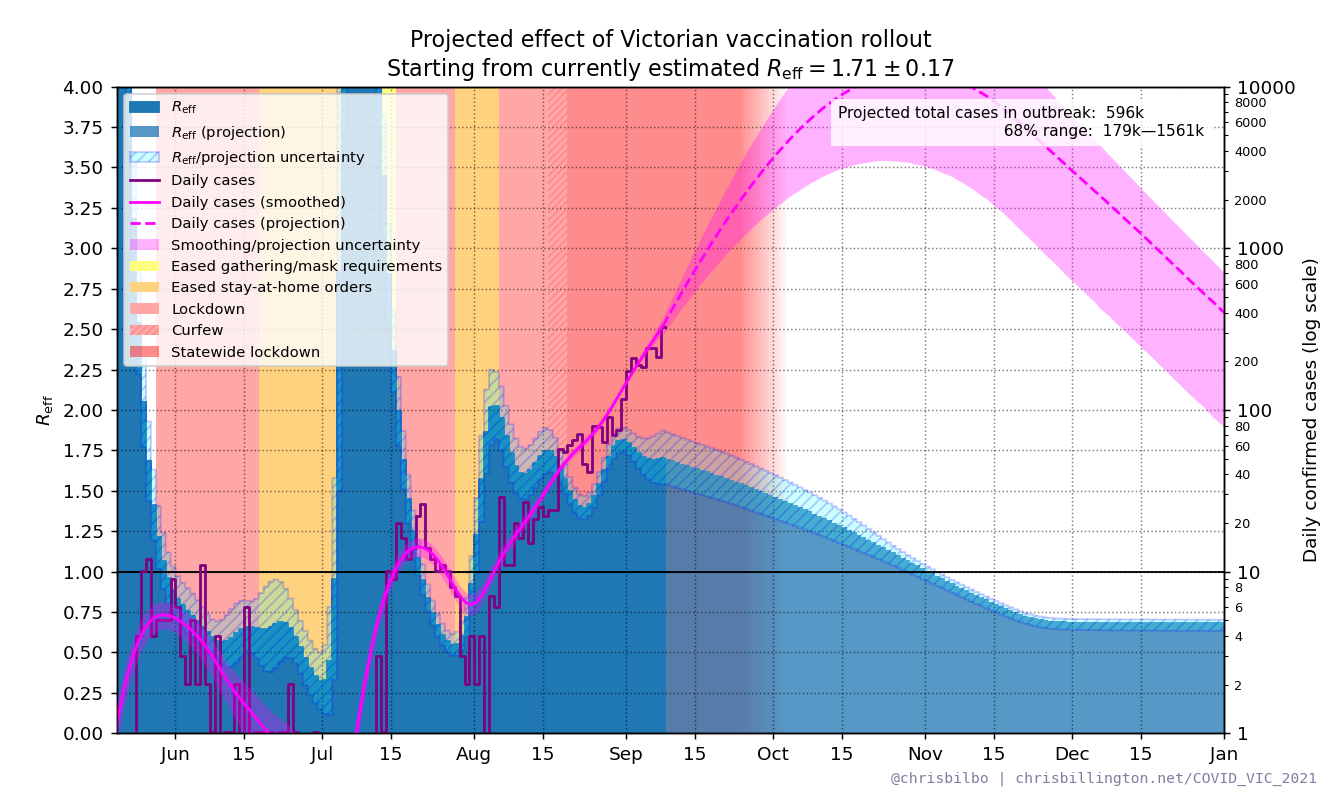 Projected effect of Victorian vaccination rollout
Starting from currently estimated R_eff = 1.71 ± 0.17
R_eff
R_eff (projection)
R_eff/projection uncertainty
Daily cases
Daily cases (smoothed)
Daily cases (projection)
Smoothing/projection uncertainty
Eased gathering/mask requirements
Eased stay-at-home orders
Lockdown
Curfew
Statewide lockdown
Projected total cases in outbreak: 596k
68% range: 179k—1561k
R_eff
4.00
3.75
3.50
3.25
3.00
2.75
2.50
2.25
2.00
1.75
1.50
1.25
1.00
0.75
0.50
0.25
0.00
10000
8000
6000
4000
2000
1000
800
600
400
200
100
80
60
40
20
10
8
6
4
2
1
Daily confirmed cases (log scale)
Jun 15 Jul 15 Aug 15 Sep 15 Oct 15 Nov 15 Dec 15 Jan
@chrisbilbo | chrisbillington.net/COVID_VIC_2021